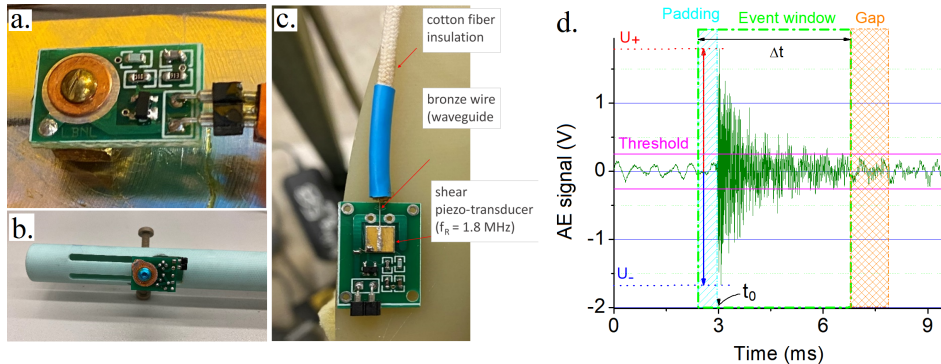 a.
LBNL
b.
c.
cotton fiber
insulation
bronze wire
(waveguide
shear
piezo-transducer
(fR = 1.8 MHz)
d.
Padding
Event window
Gap
U+
Δt
Threshold
U-
t0
AE signal (V)
1
0
-1
-2
0
3
6
9
Time (ms)